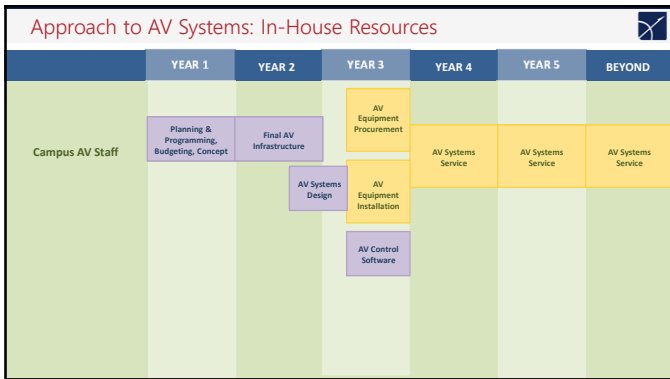 Approach to AV Systems: In-House Resources
YEAR 1
YEAR 2
YEAR 3
YEAR 4
YEAR 5
BEYOND
Campus AV Staff
Planning &
Programming,
Budgeting, Concept
Final AV
Infrastructure
AV Systems
Design
AV
Equipment
Procurement
AV
Equipment
Installation
AV Control
Software
AV Systems
Service
AV Systems
Service
AV Systems
Service